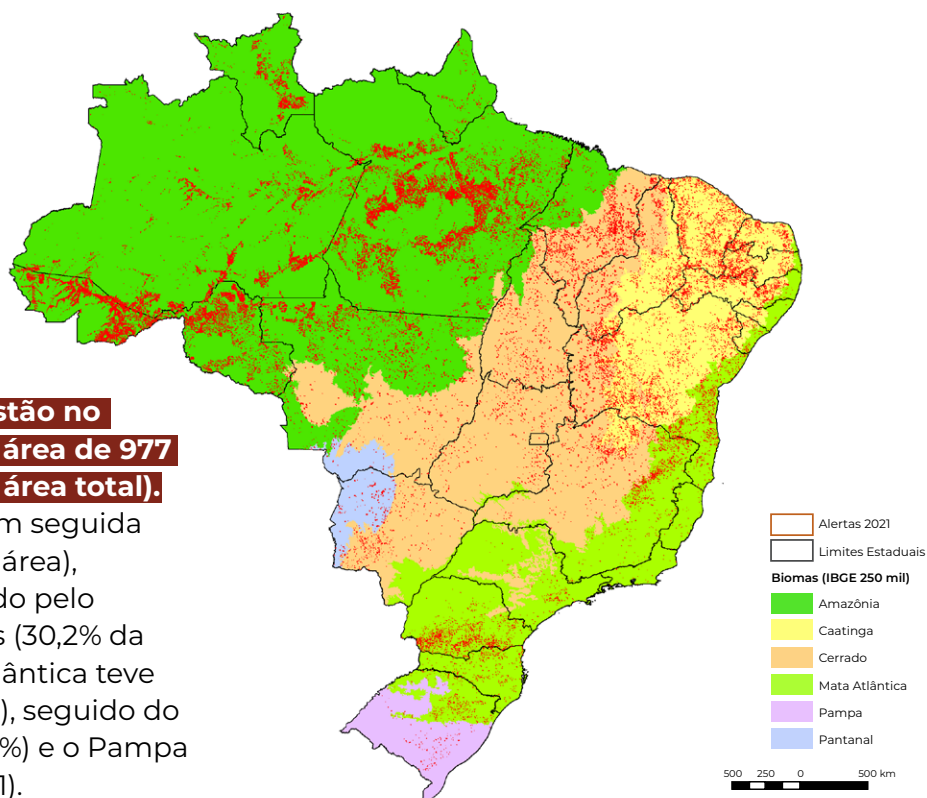 stão no
área de 977
área total).
m seguida
área),
do pelo
s (30,2% da
ântica teve
), seguido do
%) e o Pampa
1).
Alertas 2021
Limites Estaduais
Biomas (IBGE 250 mil)
Amazônia
Caatinga
Cerrado
Mata Atlântica
Pampa
Pantanal
500 250 0 500 km